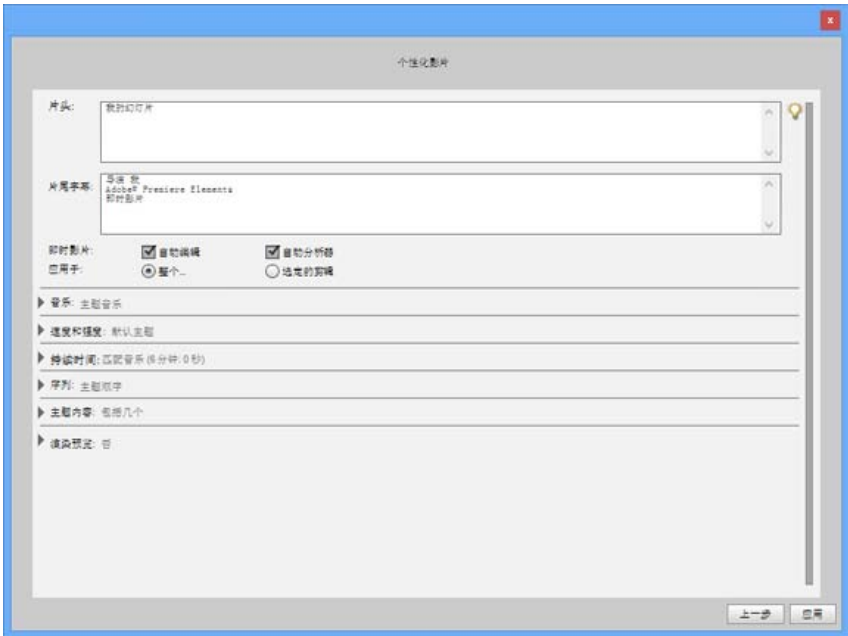 个性化影片
片头:
我的幻灯片
片尾字幕:
导演 我
Adobe® Premiere Elements
即时影片
即时影片: 自动编辑 自动分析器
应用于: 整个... 选定的剪辑
音乐: 主题音乐
速度和强度: 默认主题
持续时间: 匹配音乐 (6 分钟: 0 秒)
序列: 主题顺序
主题内容: 包括几个
渲染预览: 否
上一步 应用